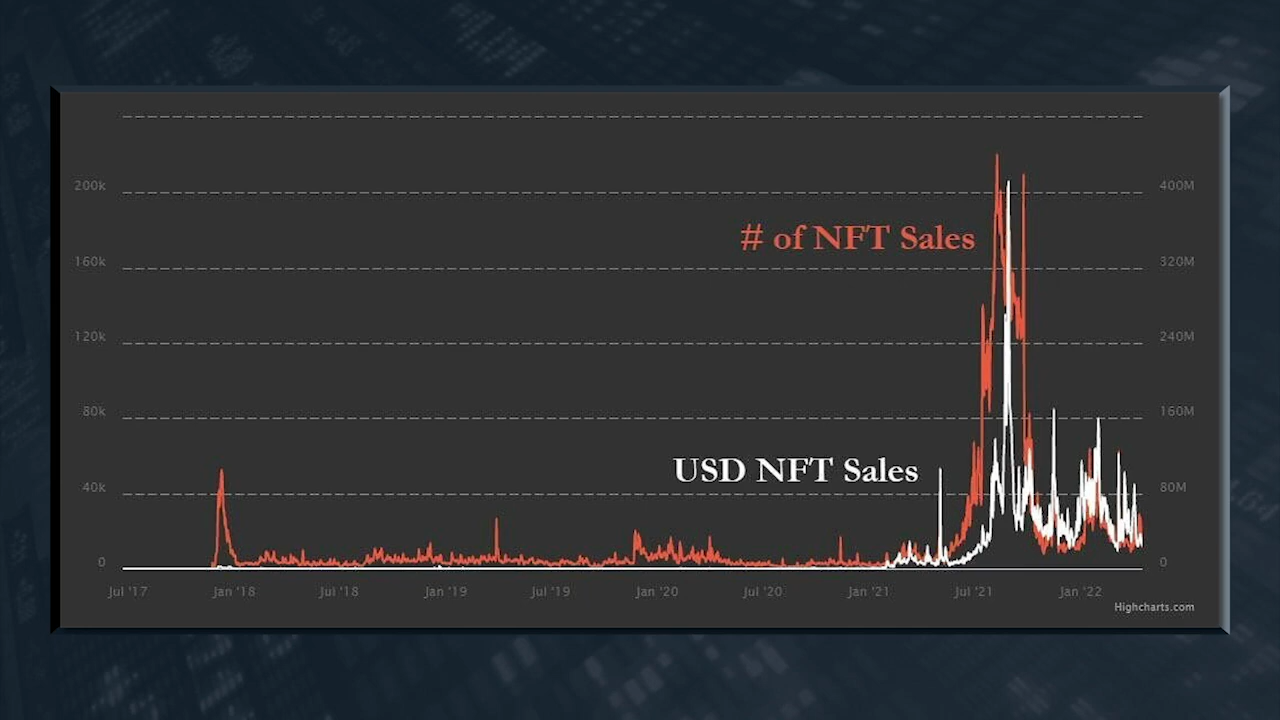 200k
400M
# of NFT Sales
160k
320M
120k
240M
80k
160M
USD NFT Sales
40k
80M
0
0
Jul '17
Jan '18
Jul '18
Jan '19
Jul '19
Jan '20
Jul '20
Jan '21
Jul '21
Jan '22
Highcharts.com